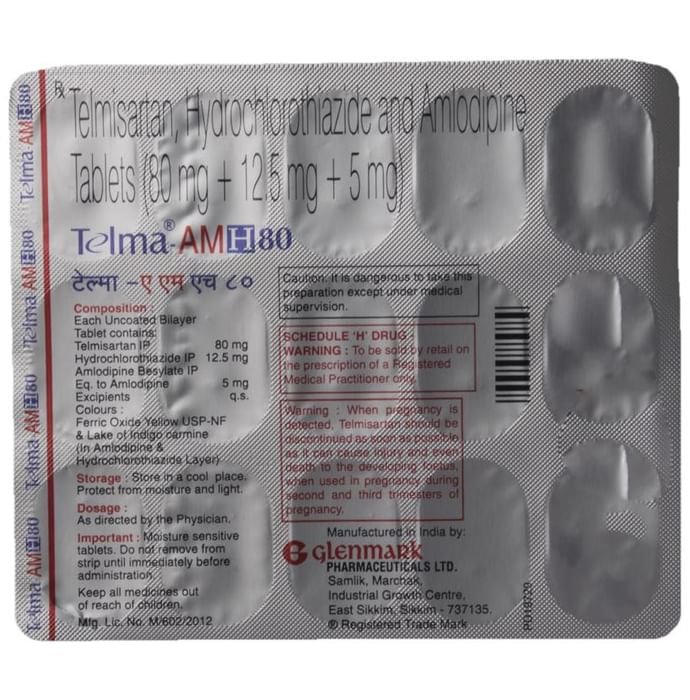 Rx
Telmisartan, Hydrochlorothiazide and Amlodipine
Tablets (80 mg + 12.5 mg + 5 mg)
Telma®-AMH80
टेल्मा -ए एम एच ८०
Composition :
Each Uncoated Bilayer
Tablet contains:
Telmisartan IP 80 mg
Hydrochlorothiazide IP 12.5 mg
Amlodipine Besylate IP
Eq. to Amlodipine 5 mg
Excipients q.s.
Colours :
Ferric Oxide Yellow USP-NF
& Lake of Indigo carmine
(In Amlodipine &
Hydrochlorothiazide Layer)
Storage : Store in a cool place.
Protect from moisture and light.
Dosage :
As directed by the Physician.
Important : Moisture sensitive
tablets. Do not remove from
strip until immediately before
administration.
Keep all medicines out
of reach of children.
Mfg. Lic. No. M/602/2012
Caution: It is dangerous to take this
preparation except under medical
supervision.
SCHEDULE 'H' DRUG
WARNING : To be sold by retail on
the prescription of a Registered
Medical Practitioner only.
Warning : When pregnancy is
detected, Telmisartan should be
discontinued as soon as possible
as it can cause injury and even
death to the developing foetus,
when used in pregnancy during
second and third trimesters of
pregnancy.
Manufactured in India by:
glenmark
PHARMACEUTICALS LTD.
Samlik, Marchak,
Industrial Growth Centre,
East Sikkim, Sikkim - 737135.
® Registered Trade Mark
PD19720
Telma-AMH80
Telma-AMH80
Telma-AMH80
Telma-AMH80